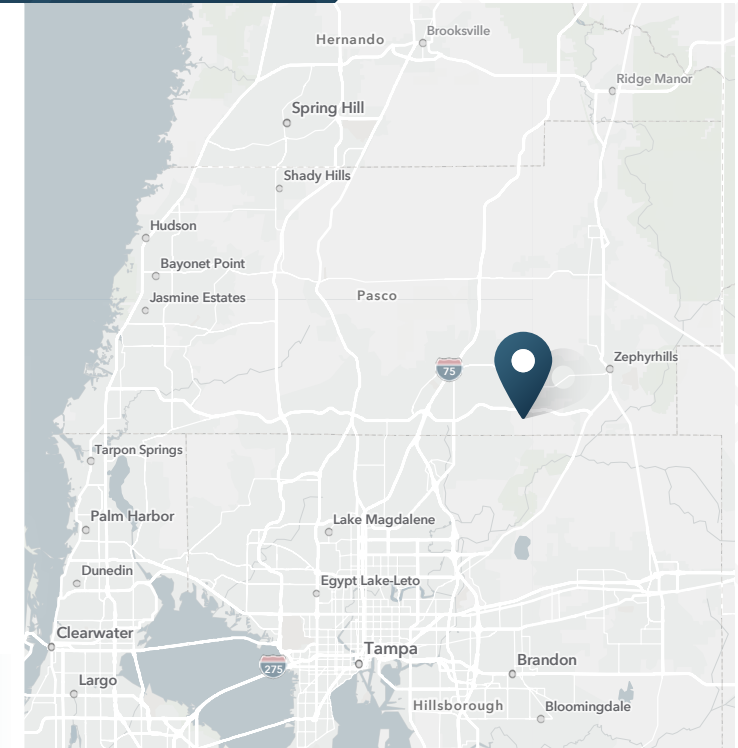 Brooksville
Hernando
Ridge Manor
Spring Hill
Shady Hills
Hudson
Bayonet Point
Jasmine Estates
Pasco
Zephyrhills
75
Tarpon Springs
Palm Harbor
Lake Magdalene
Dunedin
Egypt Lake-Leto
Clearwater
Tampa
275
Brandon
Largo
Hillsborough
Bloomingdale